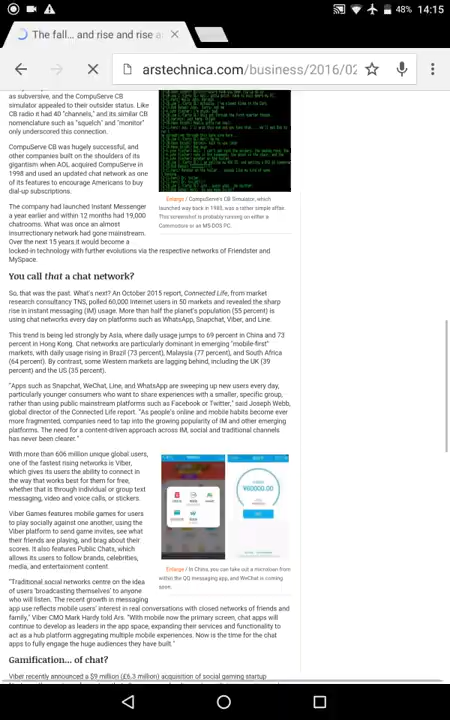 48% 14:15
The fall… and rise and rise a
arstechnica.com/business/2016/02
as subversive, and the CompuServe CB
simulator appealed to their outsider status. Like
CB radio it had 40 "channels," and its similar CB
nomenclature such as "squelch" and "monitor"
only underscored this connection.
CompuServe CB was hugely successful, and
other companies built on the shoulders of its
gigantism when AOL acquired CompuServe in
1998 and used an updated chat network as one
of its features to encourage Americans to buy
dial-up subscriptions.
Enlarge / CompuServe's CB Simulator, which
launched way back in 1980, was a rather simple affair.
This screenshot is probably running on either a
Commodore or an MS-DOS PC.
The company had launched Instant Messenger
a year earlier and within 12 months had 19,000
chatrooms. What was once an almost
insurrectionary network had gone mainstream.
Over the next 15 years it would become a
locked-in technology with further evolutions via the respective networks of Friendster and
MySpace.
You call that a chat network?
So, that was the past. What's next? An October 2015 report, Connected Life, from market
research consultancy TNS, polled 60,000 Internet users in 50 markets and revealed the sharp
rise in instant messaging (IM) usage. More than half the planet's population (55 percent) is
using chat networks every day on platforms such as WhatsApp, Snapchat, Viber, and Line.
This trend is being led strongly by Asia, where daily usage jumps to 69 percent in China and 73
percent in Hong Kong. Chat networks are particularly dominant in emerging "mobile-first"
markets, with daily usage rising in Brazil (73 percent), Malaysia (77 percent), and South Africa
(64 percent). By contrast, some Western markets are lagging behind, including the UK (39
percent) and the US (35 percent).
"Apps such as Snapchat, WeChat, Line, and WhatsApp are sweeping up new users every day,
particularly younger consumers who want to share experiences with a smaller, specific group,
rather than using public mainstream platforms such as Facebook or Twitter," said Joseph Webb,
global director of the Connected Life report. "As people's online and mobile habits become ever
more fragmented, companies need to tap into the growing popularity of IM and other emerging
platforms. The need for a content-driven approach across IM, social and traditional channels
has never been clearer."
With more than 606 million unique global users,
one of the fastest rising networks is Viber,
which gives its users the ability to connect in
the way that works best for them for free,
whether that is through individual or group text
messaging, video and voice calls, or stickers.
Viber Games features mobile games for users
to play socially against one another, using the
Viber platform to send game invites, see what
their friends are playing, and brag about their
scores. It also features Public Chats, which
allows its users to follow brands, celebrities,
media, and entertainment content.
¥60000.00
Enlarge / In China, you can take out a microloan from
within the QQ messaging app, and WeChat is coming
soon.
"Traditional social networks centre on the idea
of users 'broadcasting themselves' to anyone
who will listen. The recent growth in messaging
app use reflects mobile users' interest in real conversations with closed networks of friends and
family," Viber CMO Mark Hardy told Ars. "With mobile now the primary screen, chat apps will
continue to develop as leaders in the app space, expanding their services and functionality to
act as a hub platform aggregating multiple mobile experiences. Now is the time for the chat
apps to fully engage the huge audiences they have built."
Gamification... of chat?
Viber recently announced a $9 million (£6.3 million) acquisition of social gaming startup